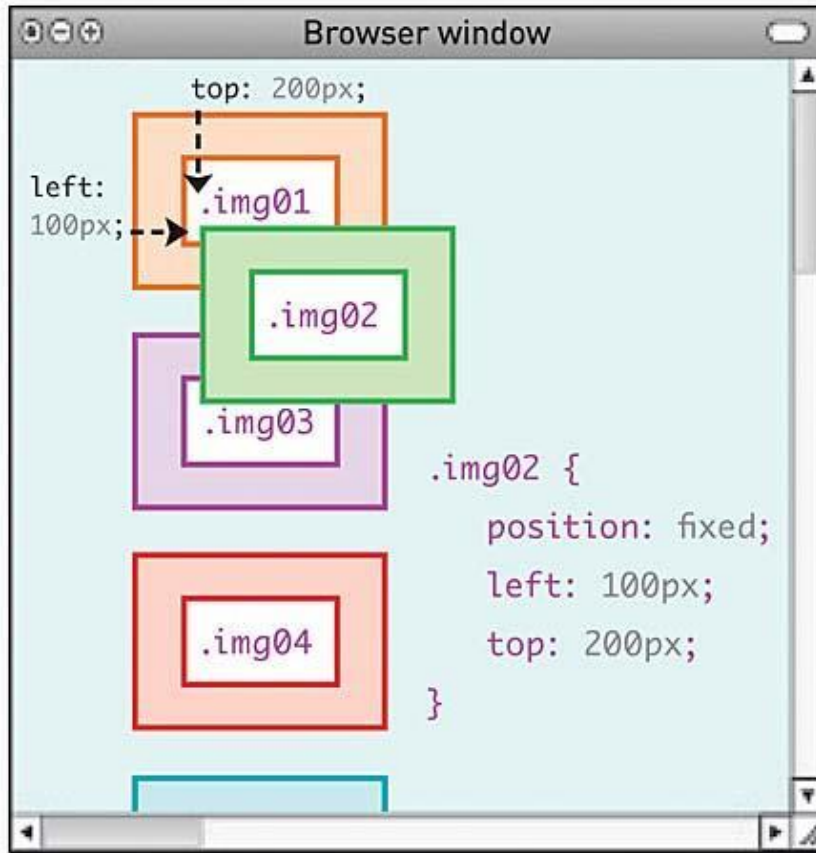 Browser window
top: 200px;
left:
100px;
.img01
.img02
.img03
.img04
.img02 {
position: fixed;
left: 100px;
top: 200px;
}